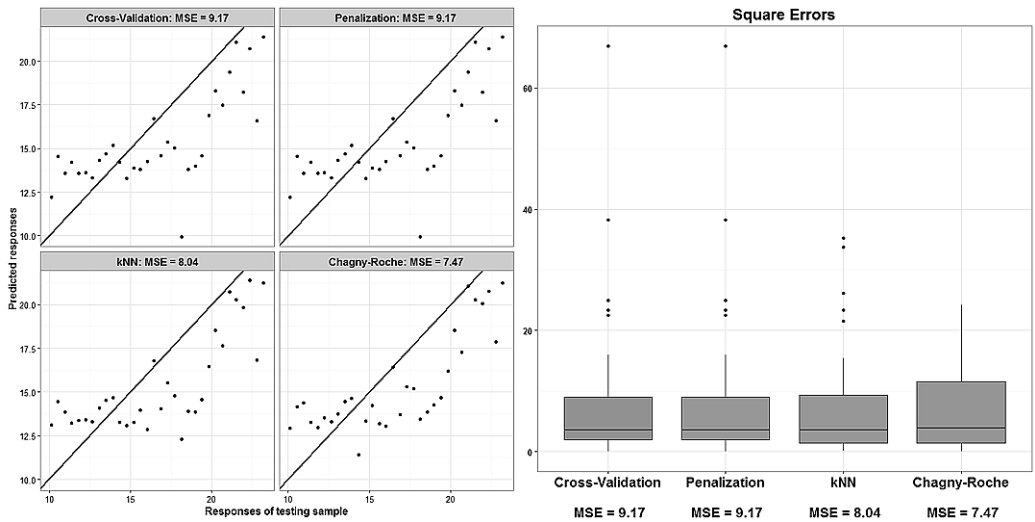 Cross-Validation: MSE = 9.17
Penalization: MSE = 9.17
20.0
17.5
15.0
12.5
10.0
kNN: MSE = 8.04
Chagny-Roche: MSE = 7.47
20.0
17.5
15.0
12.5
10.0
Predicted responses
10
15
20
10
15
20
Responses of testing sample
Square Errors
60
40
20
0
Cross-Validation
Penalization
kNN
Chagny-Roche
MSE = 9.17
MSE = 9.17
MSE = 8.04
MSE = 7.47